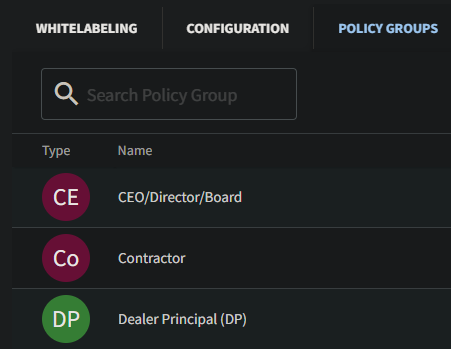 WHITELABELING CONFIGURATION POLICY GROUPS
Search Policy Group
Type Name
CE CEO/Director/Board
Co Contractor
DP Dealer Principal (DP)